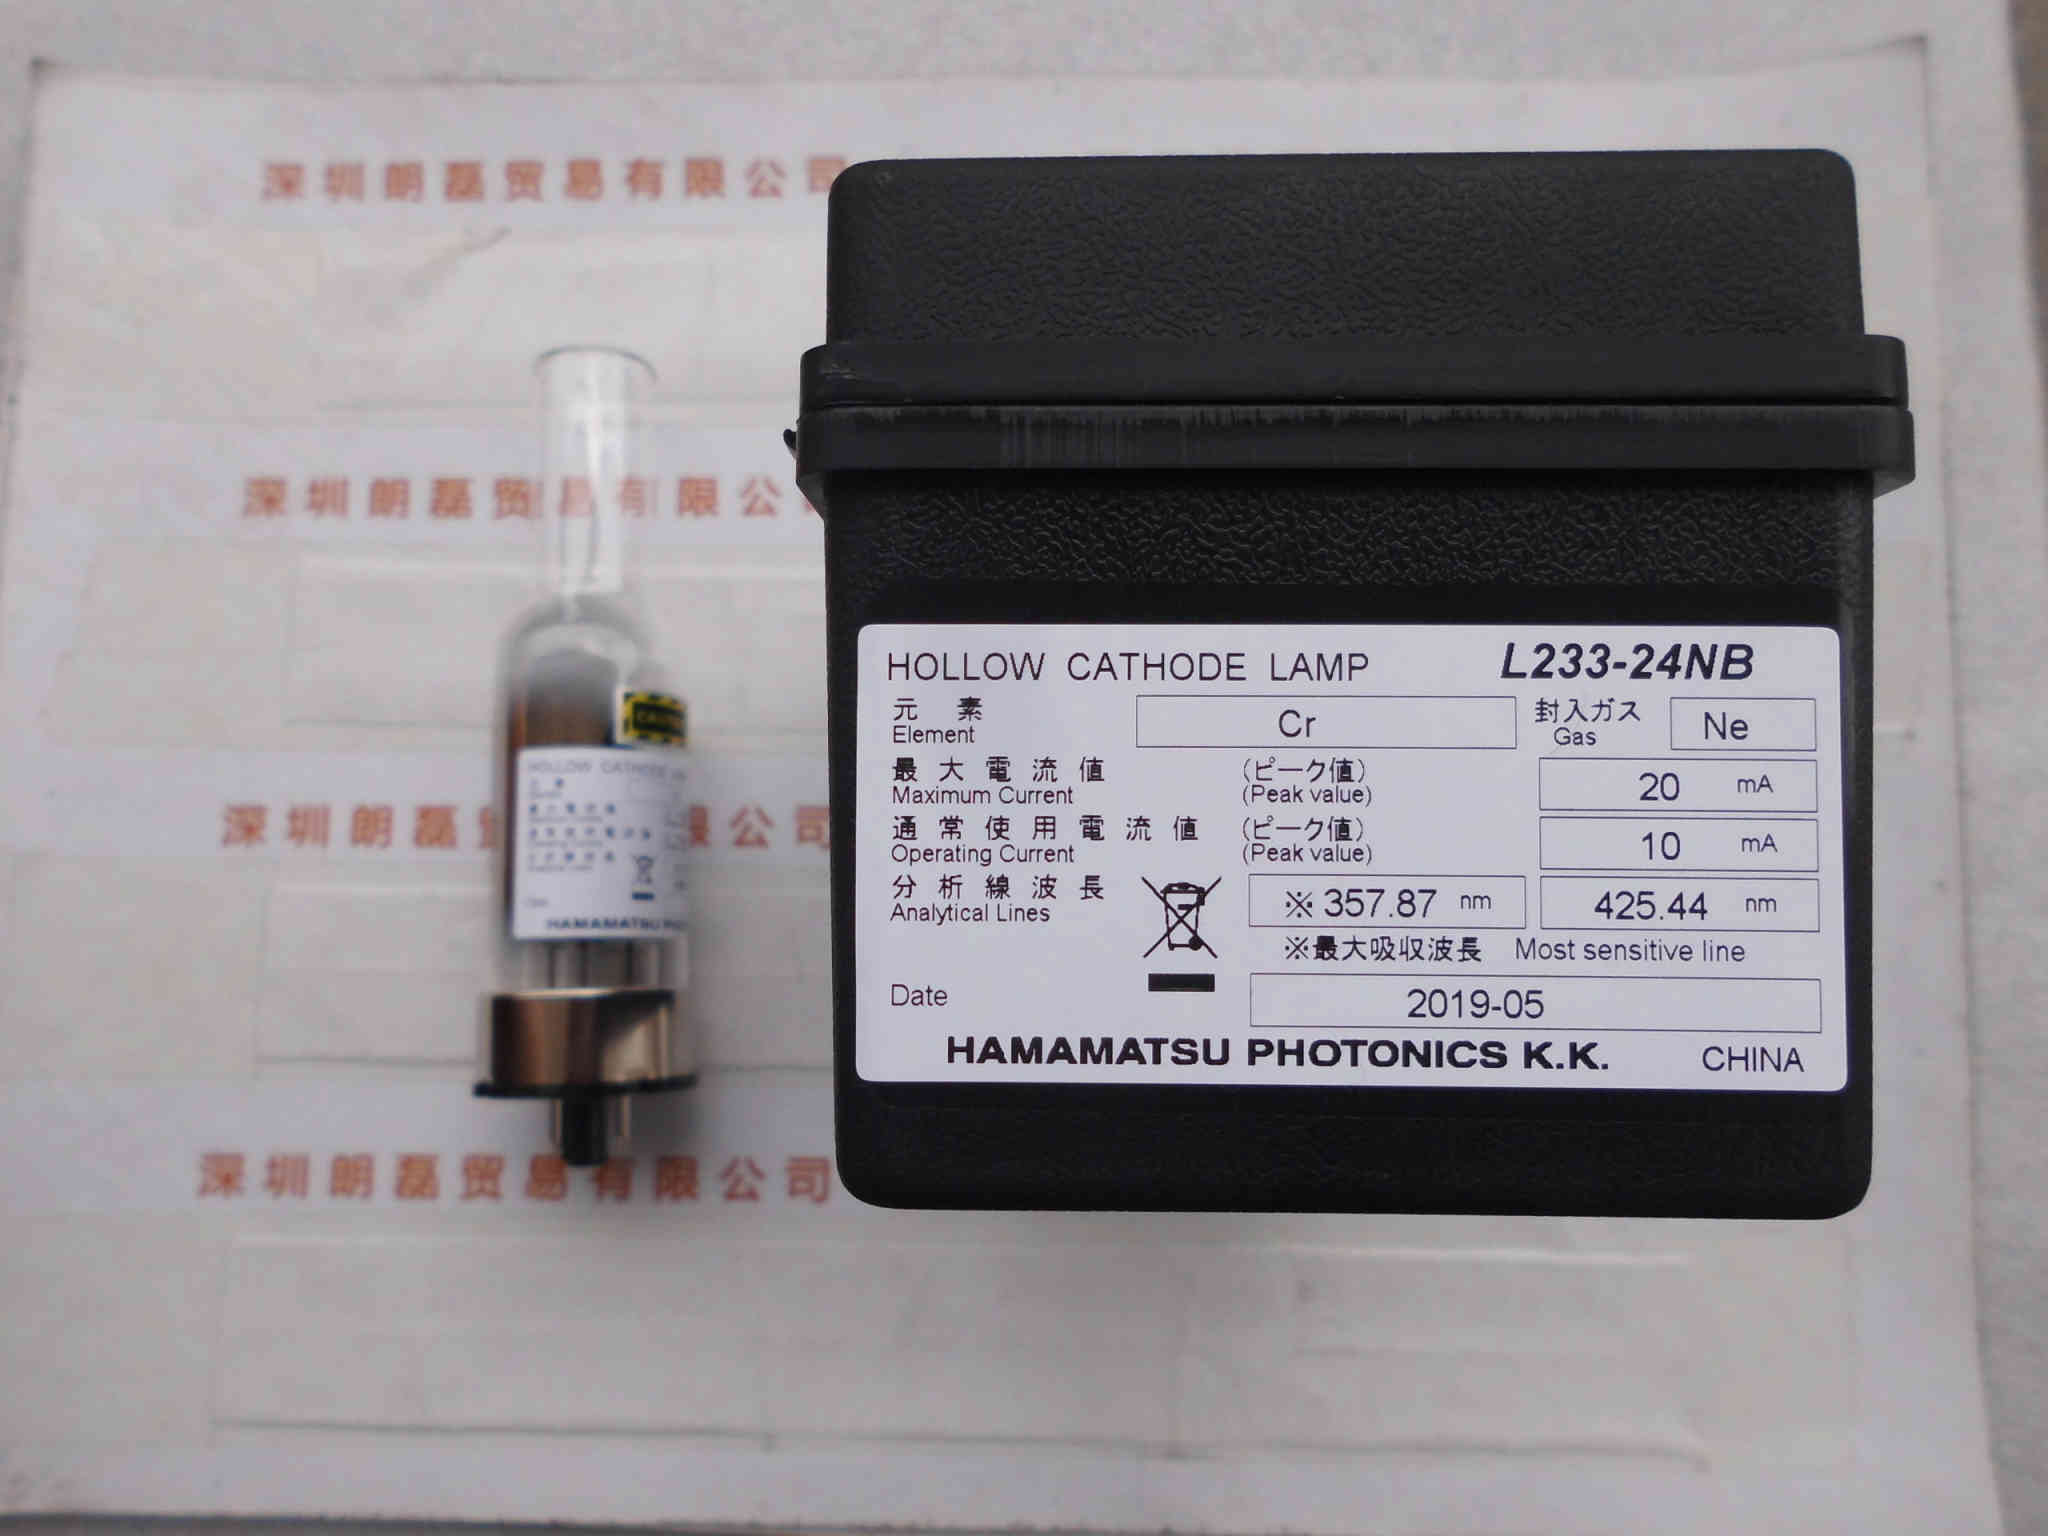 深圳朗磊贸易有限公司
深圳朗磊贸易有限公
深圳朗磊贸 限公司
深圳朗磊贸易有限公司
HOLLOW CATHODE
HAMAMATSU
HOLLOW CATHODE LAMP L233-24NB
元素 Cr 封入ガス Ne
Element Gas
最大電流値 (ピーク値) 20 mA
Maximum Current (Peak value)
通常使用電流値 (ピーク値) 10 mA
Operating Current (Peak value)
分析線波長 ※ 357.87 nm 425.44 nm
Analytical Lines
※最大吸収波長 Most sensitive line
Date 2019-05
HAMAMATSU PHOTONICS K.K. CHINA